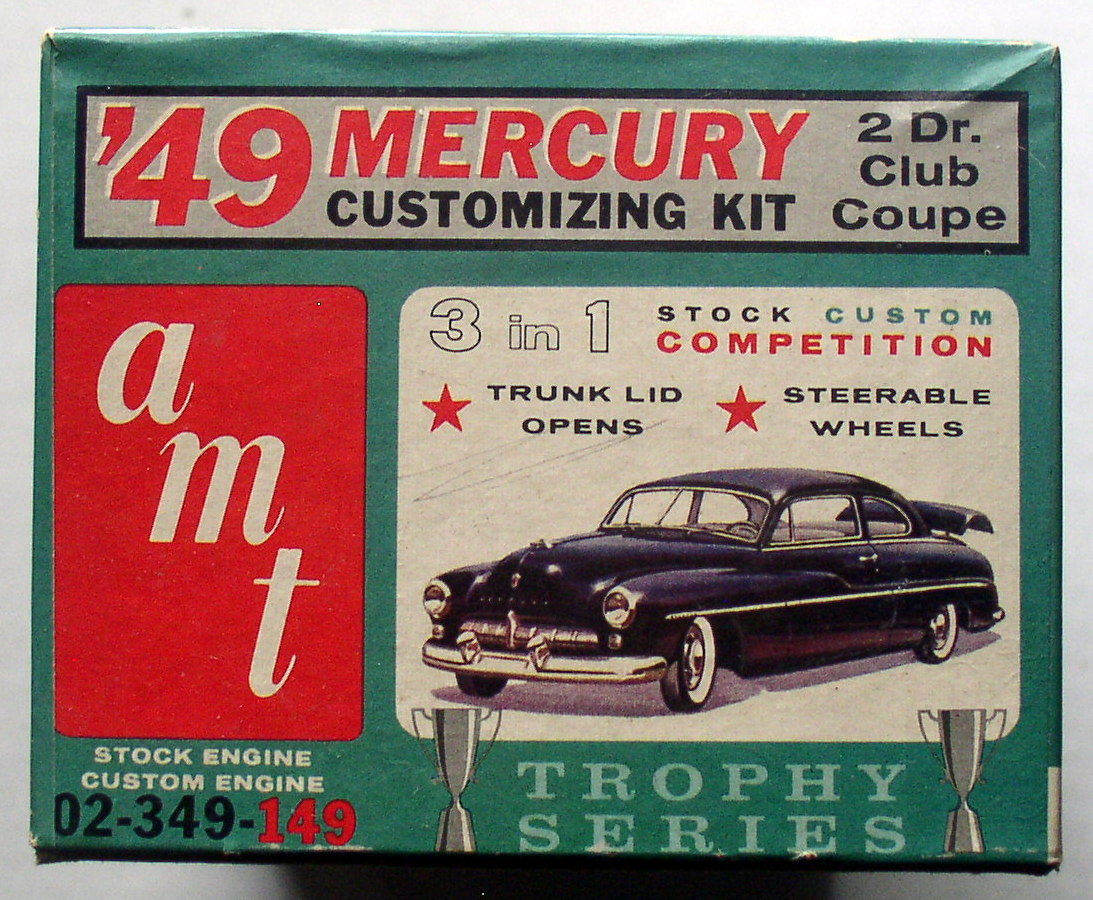 '49 MERCURY
CUSTOMIZING KIT
2 Dr.
Club
Coupe
amt
STOCK ENGINE
CUSTOM ENGINE
02-349-149
3 in 1
STOCK CUSTOM
COMPETITION
TRUNK LID
OPENS
STEERABLE
WHEELS
TROPHY
SERIES